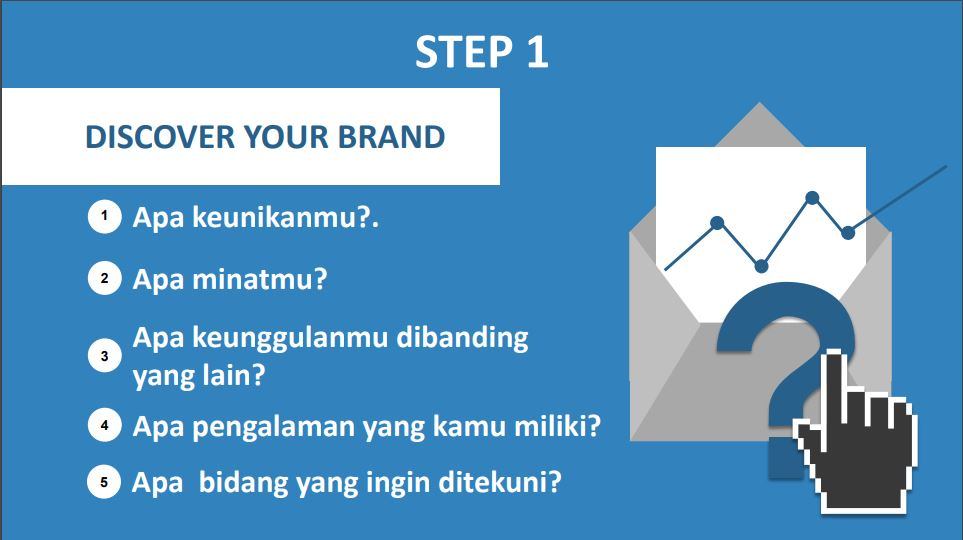 STEP 1
DISCOVER YOUR BRAND
1 Apa keunikanmu?.
2 Apa minatmu?
3 Apa keunggulanmu dibanding
yang lain?
4 Apa pengalaman yang kamu miliki?
5 Apa  bidang yang ingin ditekuni?